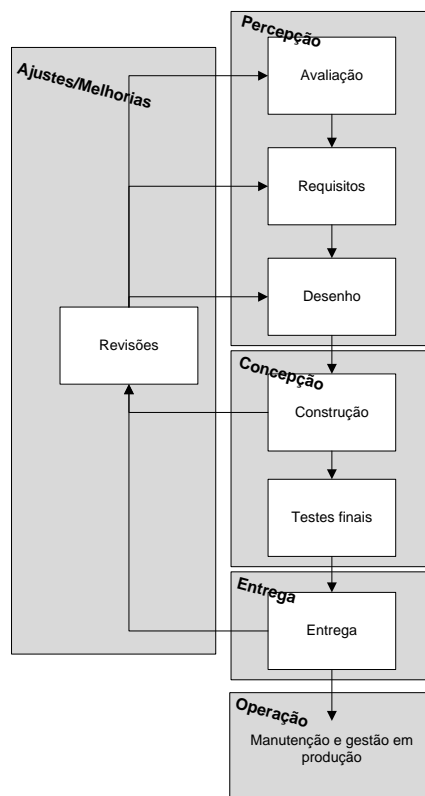 Percepção
Ajustes/Melhorias
Avaliação
Requisitos
Desenho
Revisões
Concepção
Construção
Testes finais
Entrega
Entrega
Operação
Manutenção e gestão em
produção